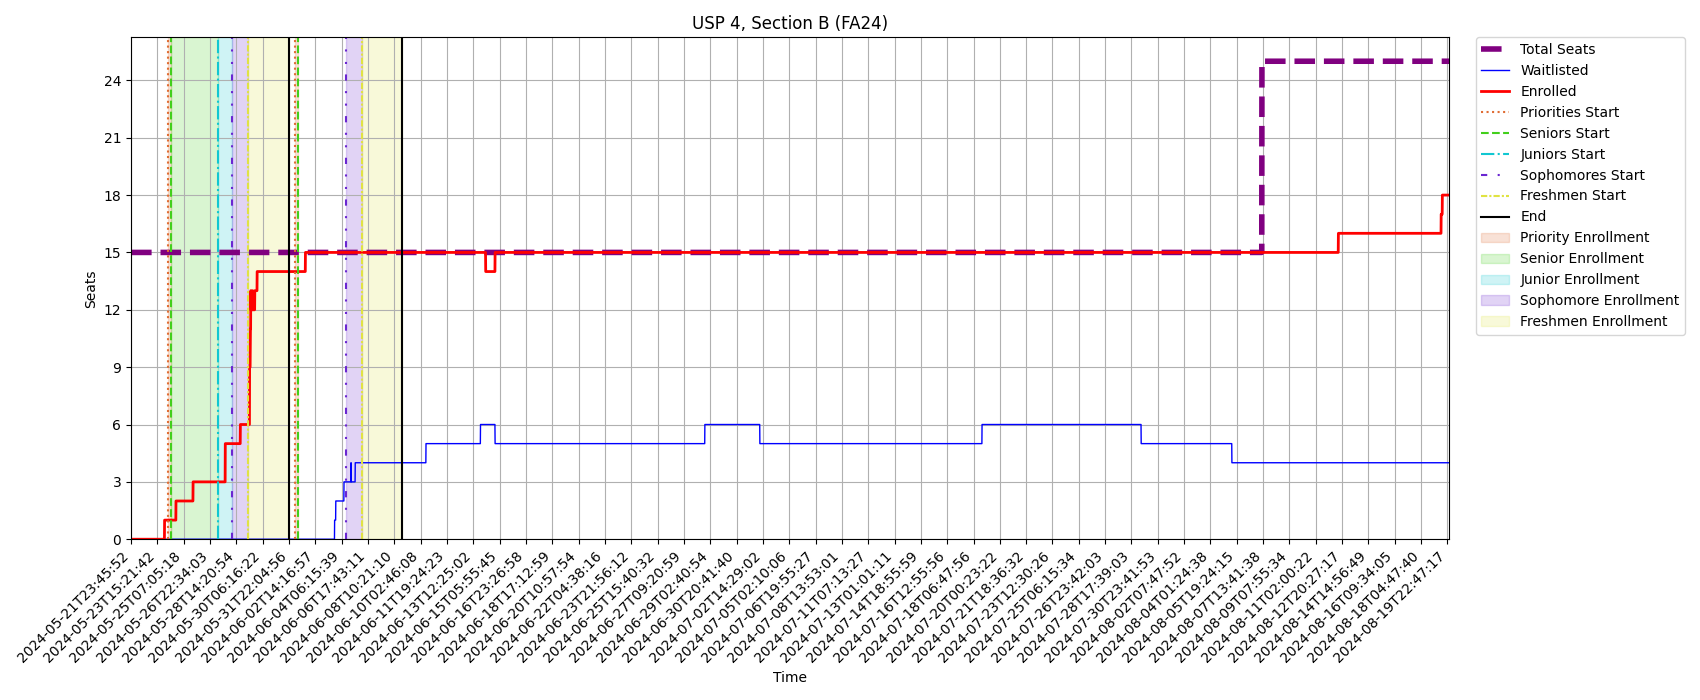 USP 4, Section B (FA24)
Total Seats
Waitlisted
Enrolled
Priorities Start
Seniors Start
Juniors Start
Sophomores Start
Freshmen Start
End
Priority Enrollment
Senior Enrollment
Junior Enrollment
Sophomore Enrollment
Freshmen Enrollment
Seats
24
21
18
15
12
9
6
3
0
2024-05-21T23:45:52
2024-05-23T15:21:42
2024-05-25T07:05:18
2024-05-26T22:34:03
2024-05-28T14:20:54
2024-05-30T06:16:22
2024-05-31T22:04:56
2024-06-02T14:16:57
2024-06-04T06:15:39
2024-06-06T17:43:11
2024-06-08T10:21:10
2024-06-10T02:46:08
2024-06-11T19:24:23
2024-06-13T12:25:02
2024-06-15T05:55:45
2024-06-16T23:26:58
2024-06-18T17:12:59
2024-06-20T10:57:54
2024-06-22T04:38:16
2024-06-23T21:56:12
2024-06-25T15:40:32
2024-06-27T09:20:59
2024-06-29T02:40:54
2024-06-30T20:41:40
2024-07-02T14:29:02
2024-07-05T02:10:06
2024-07-06T19:55:27
2024-07-08T13:53:01
2024-07-11T07:13:27
2024-07-13T01:01:11
2024-07-14T18:55:59
2024-07-16T12:55:56
2024-07-18T06:47:56
2024-07-20T00:23:22
2024-07-21T18:36:32
2024-07-23T12:30:26
2024-07-25T06:15:34
2024-07-26T23:42:03
2024-07-28T17:39:03
2024-07-30T23:41:53
2024-08-02T07:47:52
2024-08-04T01:24:38
2024-08-05T19:24:15
2024-08-07T13:41:38
2024-08-09T07:55:34
2024-08-11T02:00:22
2024-08-12T20:27:17
2024-08-14T14:56:49
2024-08-16T09:34:05
2024-08-18T04:47:40
2024-08-19T22:47:17
Time